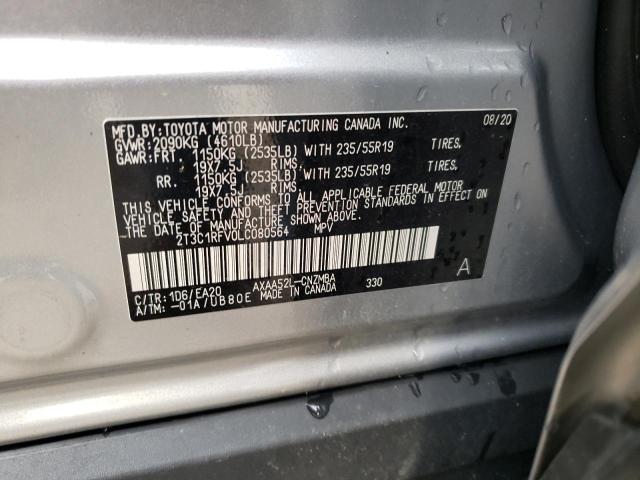 MFD.BY:TOYOTA MOTOR MANUFACTURING CANADA INC. 08/20
GVWR:2090KG (4610LB)
GAWR:FRT. 1150KG (2535LB) WITH 235/55R19 TIRES,
19X7.5J RIMS,
RR. 1150KG (2535LB) WITH 235/55R19 TIRES,
19X7.5J RIMS,
THIS VEHICLE CONFORMS TO ALL APPLICABLE FEDERAL MOTOR
VEHICLE SAFETY AND THEFT PREVENTION STANDARDS IN EFFECT ON
THE DATE OF MANUFACTURE SHOWN ABOVE.
2T3C1RFV0LC080564 MPV
A
C/TR:1D6/EA20 AXAA52L-CNZMBA 330
A/TM:-01A/UB80E MADE IN CANADA